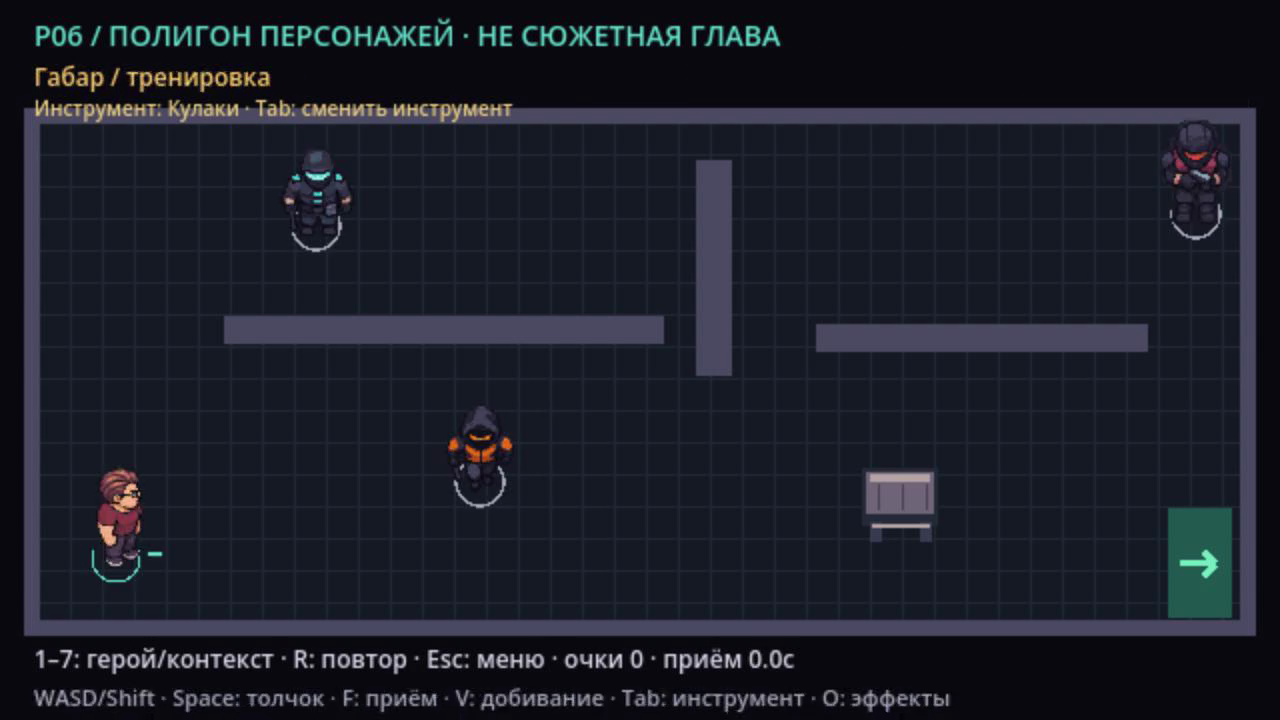 P06 / ПОЛИГОН ПЕРСОНАЖЕЙ · НЕ СЮЖЕТНАЯ ГЛАВА
Габар / тренировка
Инструмент: Кулаки · Tab: сменить инструмент
1–7: герой/контекст · R: повтор · Esc: меню · очки 0 · приём 0.0с
WASD/Shift · Space: толчок · F: приём · V: добивание · Tab: инструмент · O: эффекты